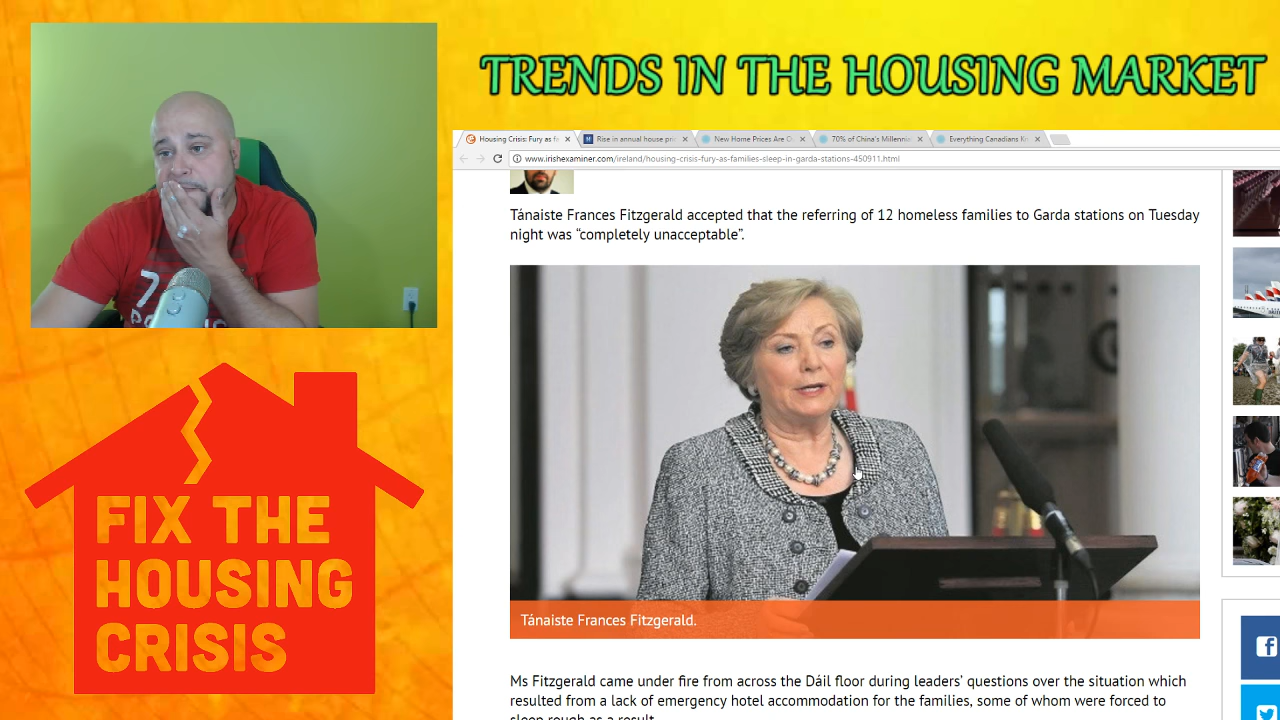 TRENDS IN THE HOUSING MARKET
Housing Crisis: Fury as fa
Rise in annual house pri
New Home Prices Are O
70% of China's Millenni
Everything Canadians K
www.irishexaminer.com/ireland/housing-crisis-fury-as-families-sleep-in-garda-stations-450911.html
Tánaiste Frances Fitzgerald accepted that the referring of 12 homeless families to Garda stations on Tuesday
night was “completely unacceptable”.
Tánaiste Frances Fitzgerald.
Ms Fitzgerald came under fire from across the Dáil floor during leaders’ questions over the situation which
resulted from a lack of emergency hotel accommodation for the families, some of whom were forced to
sleep rough as a result.
FIX THE
HOUSING
CRISIS
7